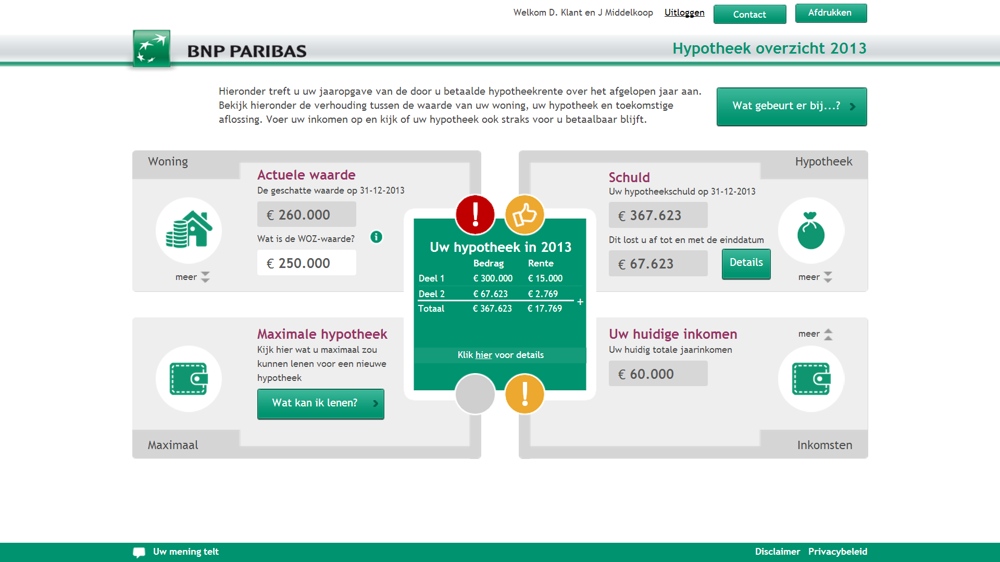 Welkom D. Klant en J Middelkoop Uitloggen Contact Afdrukken
BNP PARIBAS
Hypotheek overzicht 2013
Hieronder treft u uw jaaropgave van de door u betaalde hypotheekrente over het afgelopen jaar aan.
Bekijk hieronder de verhouding tussen de waarde van uw woning, uw hypotheek en toekomstige
aflossing. Voer uw inkomen op en kijk of uw hypotheek ook straks voor u betaalbaar blijft.
Wat gebeurt er bij...?
Woning
Actuele waarde
De geschatte waarde op 31-12-2013
€ 260.000
Wat is de WOZ-waarde? i
€ 250.000
meer
Hypotheek
Schuld
Uw hypotheekschuld op 31-12-2013
€ 367.623
Dit lost u af tot en met de einddatum
€ 67.623
Details
meer
!
Uw hypotheek in 2013
Bedrag Rente
Deel 1 € 300.000 € 15.000
Deel 2 € 67.623 € 2.769
+
Totaal € 367.623 € 17.769
Klik hier voor details
!
Maximale hypotheek
Kijk hier wat u maximaal zou
kunnen lenen voor een nieuwe
hypotheek
Wat kan ik lenen?
Maximaal
Uw huidige inkomen
Uw huidig totale jaarinkomen
€ 60.000
meer
Inkomsten
Uw mening telt
Disclaimer Privacybeleid